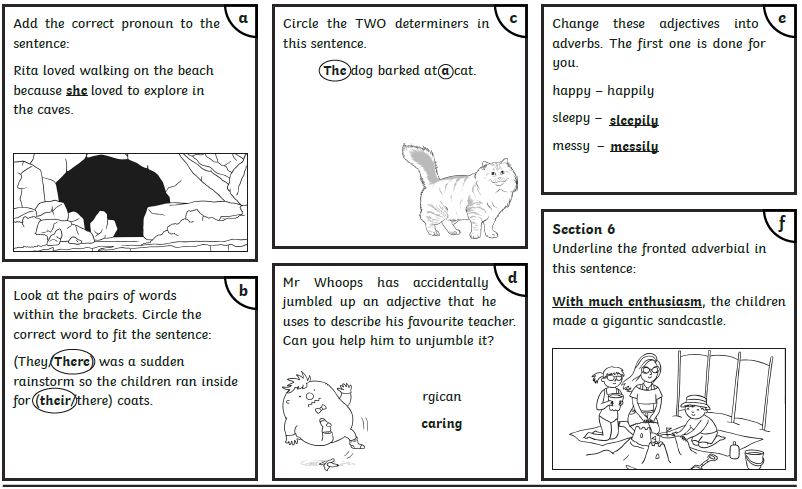 a
Add the correct pronoun to the
sentence:
Rita loved walking on the beach
because she loved to explore in
the caves.
b
Look at the pairs of words
within the brackets. Circle the
correct word to fit the sentence:
(They/There) was a sudden
rainstorm so the children ran inside
for (their/there) coats.
c
Circle the TWO determiners in
this sentence.
The dog barked at a cat.
d
Mr Whoops has accidentally
jumbled up an adjective that he
uses to describe his favourite teacher.
Can you help him to unjumble it?
rgican
caring
e
Change these adjectives into
adverbs. The first one is done for
you.
happy – happily
sleepy – sleepily
messy – messily
f
Section 6
Underline the fronted adverbial in
this sentence:
With much enthusiasm, the children
made a gigantic sandcastle.